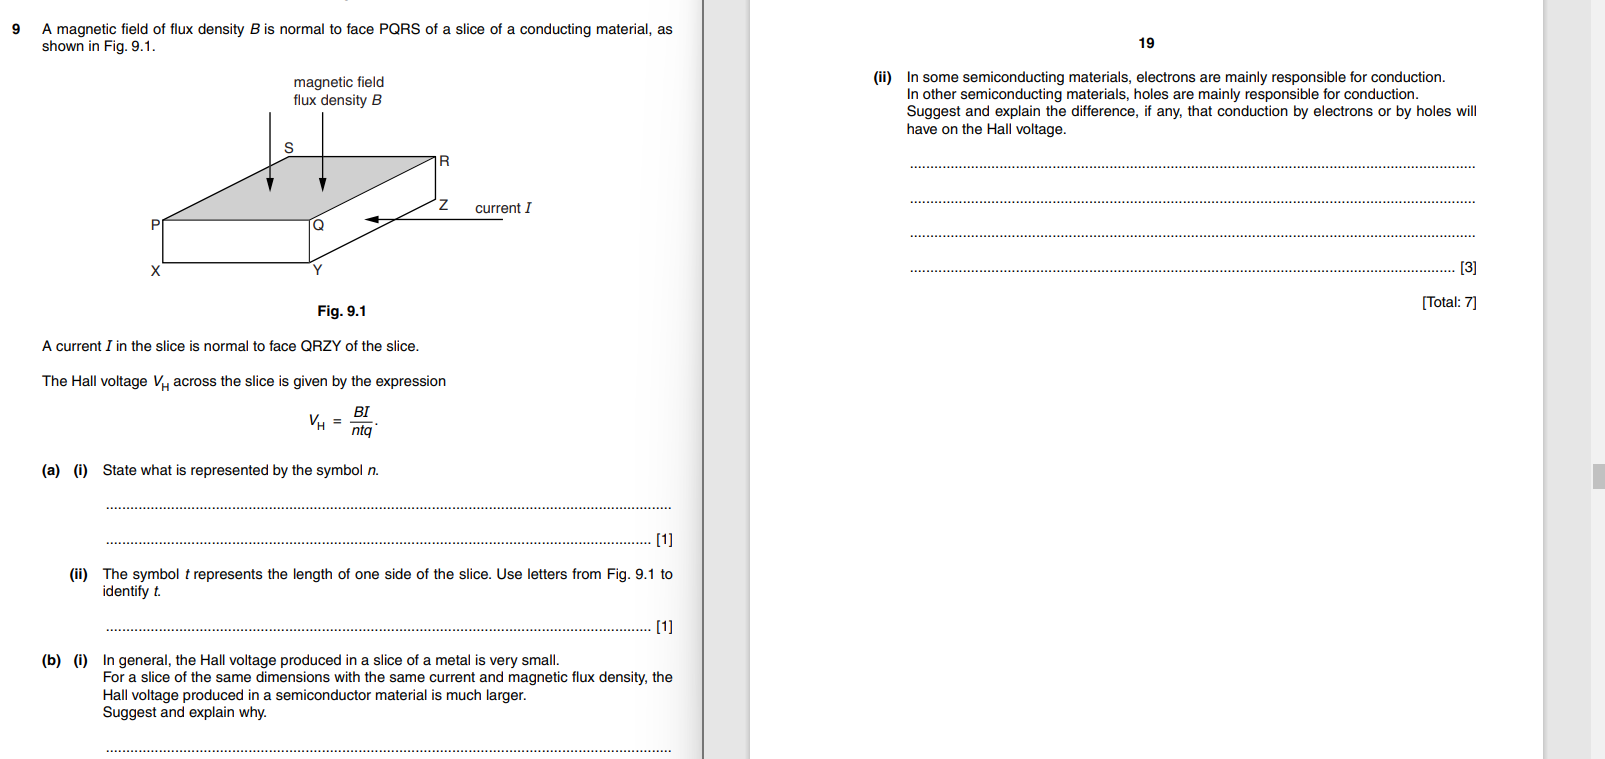 9 A magnetic field of flux density B is normal to face PQRS of a slice of a conducting material, as
shown in Fig. 9.1.
magnetic field
flux density B
S
R
Z
current I
P
Q
X
Y
Fig. 9.1
A current I in the slice is normal to face QRZY of the slice.
The Hall voltage V_H across the slice is given by the expression
V_H = BI/ntq.
(a) (i) State what is represented by the symbol n.
[1]
(ii) The symbol t represents the length of one side of the slice. Use letters from Fig. 9.1 to
identify t.
[1]
(b) (i) In general, the Hall voltage produced in a slice of a metal is very small.
For a slice of the same dimensions with the same current and magnetic flux density, the
Hall voltage produced in a semiconductor material is much larger.
Suggest and explain why.
19
(ii) In some semiconducting materials, electrons are mainly responsible for conduction.
In other semiconducting materials, holes are mainly responsible for conduction.
Suggest and explain the difference, if any, that conduction by electrons or by holes will
have on the Hall voltage.
[3]
[Total: 7]